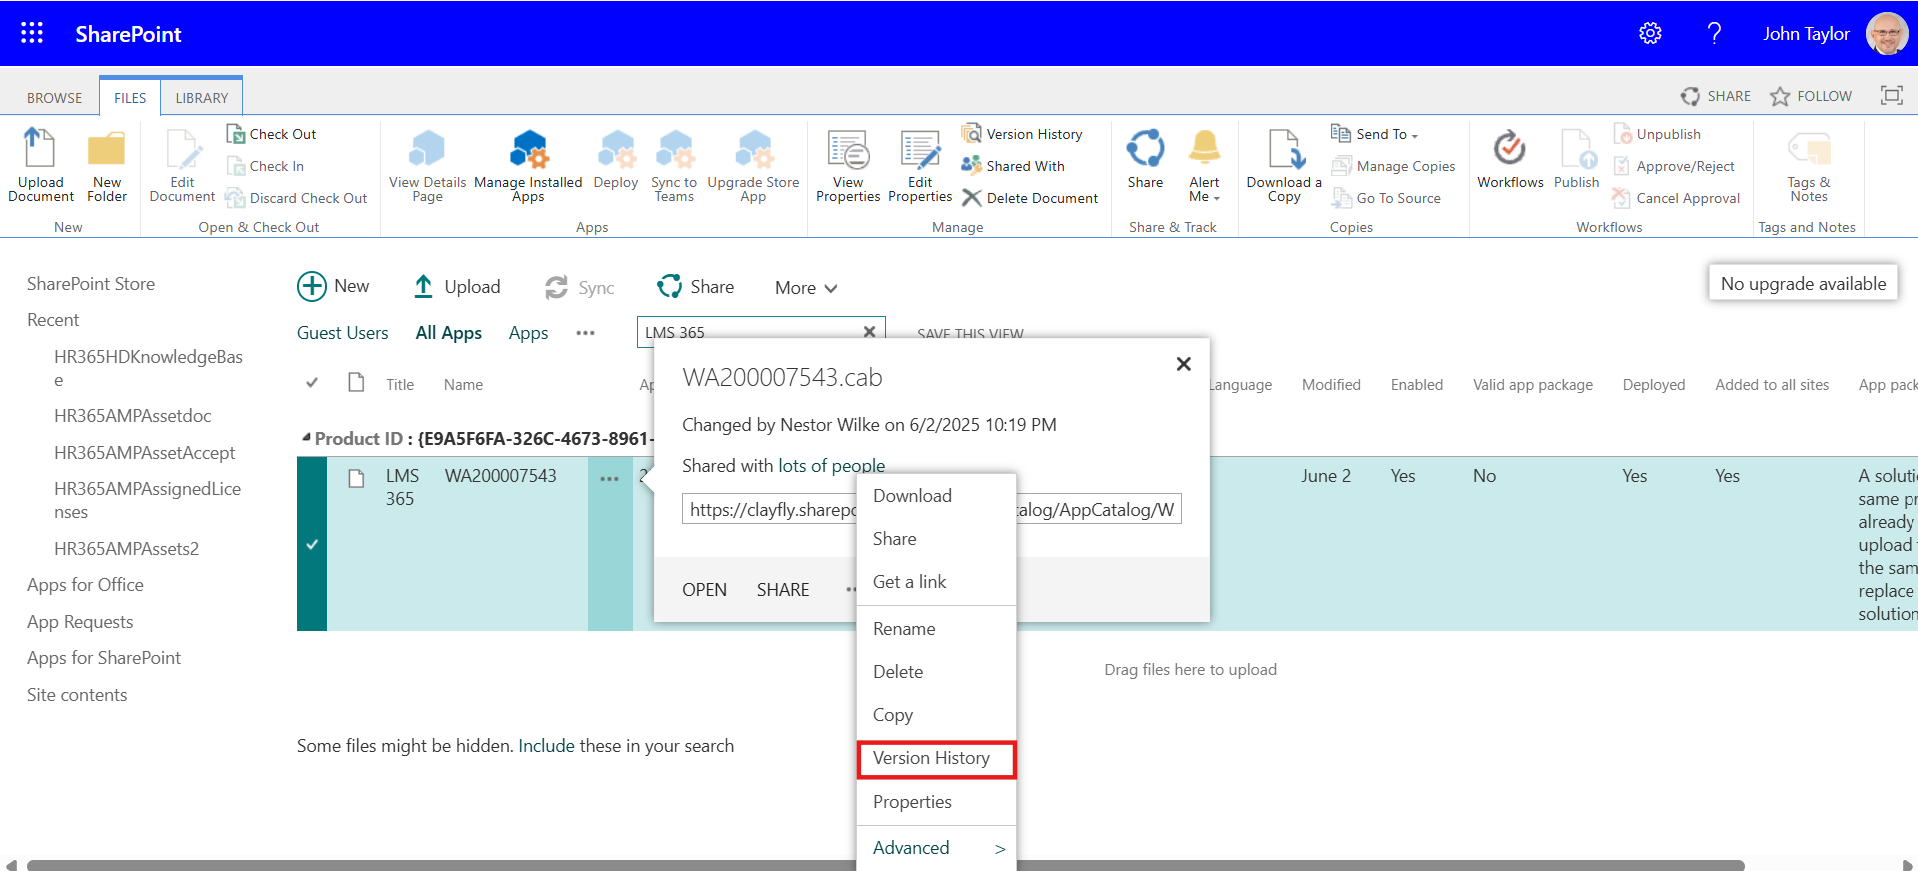 SharePoint
John Taylor
BROWSE
FILES
LIBRARY
SHARE
FOLLOW
Upload Document
New Folder
New
Edit Document
Check Out
Check In
Discard Check Out
Open & Check Out
View Details Page
Manage Installed Apps
Deploy
Sync to Teams
Upgrade Store App
Apps
View Properties
Edit Properties
Version History
Shared With
Delete Document
Manage
Share
Alert Me
Share & Track
Download a Copy
Send To
Manage Copies
Go To Source
Copies
Workflows
Publish
Unpublish
Approve/Reject
Cancel Approval
Workflows
Tags & Notes
Tags and Notes
SharePoint Store
Recent
HR365HDKnowledgeBas
e
HR365AMPAssetdoc
HR365AMPAssetAccept
HR365AMPAssignedLice
nses
HR365AMPAssets2
Apps for Office
App Requests
Apps for SharePoint
Site contents
New
Upload
Sync
Share
More
No upgrade available
Guest Users
All Apps
Apps
LMS 365
SAVE THIS VIEW
Title
Name
Ap
Language
Modified
Enabled
Valid app package
Deployed
Added to all sites
App pack
Product ID : {E9A5F6FA-326C-4673-8961-
LMS
365
WA200007543
2
June 2
Yes
No
Yes
Yes
A soluti
same pr
already
upload
the sam
replace
solution
WA200007543.cab
Changed by Nestor Wilke on 6/2/2025 10:19 PM
Shared with lots of people
https://clayfly.sharepo
talog/AppCatalog/W
OPEN
SHARE
Download
Share
Get a link
Rename
Delete
Copy
Version History
Properties
Advanced >
Drag files here to upload
Some files might be hidden. Include these in your search